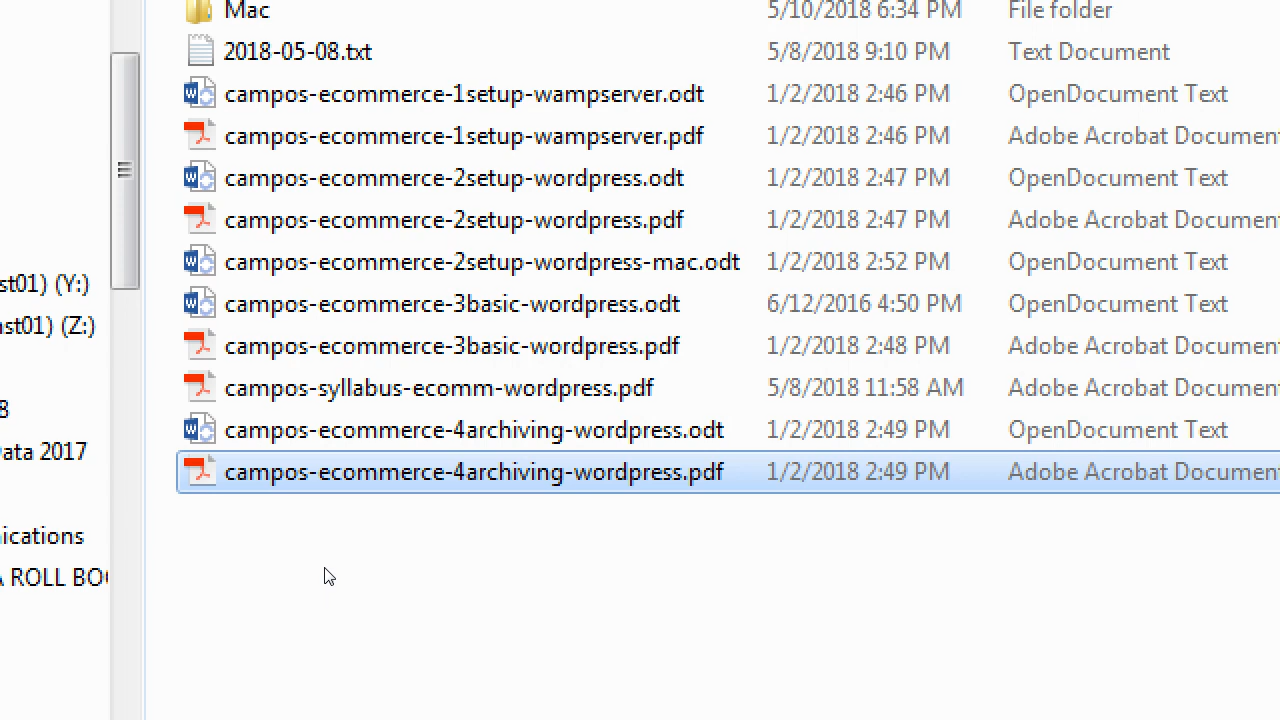 Mac 5/10/2018 6:34 PM File folder
2018-05-08.txt 5/8/2018 9:10 PM Text Document
campos-ecommerce-1setup-wampserver.odt 1/2/2018 2:46 PM OpenDocument Text
campos-ecommerce-1setup-wampserver.pdf 1/2/2018 2:46 PM Adobe Acrobat Documen
campos-ecommerce-2setup-wordpress.odt 1/2/2018 2:47 PM OpenDocument Text
campos-ecommerce-2setup-wordpress.pdf 1/2/2018 2:47 PM Adobe Acrobat Documen
campos-ecommerce-2setup-wordpress-mac.odt 1/2/2018 2:52 PM OpenDocument Text
st01) (Y:)
campos-ecommerce-3basic-wordpress.odt 6/12/2016 4:50 PM OpenDocument Text
st01) (Z:)
campos-ecommerce-3basic-wordpress.pdf 1/2/2018 2:48 PM Adobe Acrobat Documen
campos-syllabus-ecomm-wordpress.pdf 5/8/2018 11:58 AM Adobe Acrobat Documen
8
campos-ecommerce-4archiving-wordpress.odt 1/2/2018 2:49 PM OpenDocument Text
ata 2017
campos-ecommerce-4archiving-wordpress.pdf 1/2/2018 2:49 PM Adobe Acrobat Documen
ications
A ROLL BO